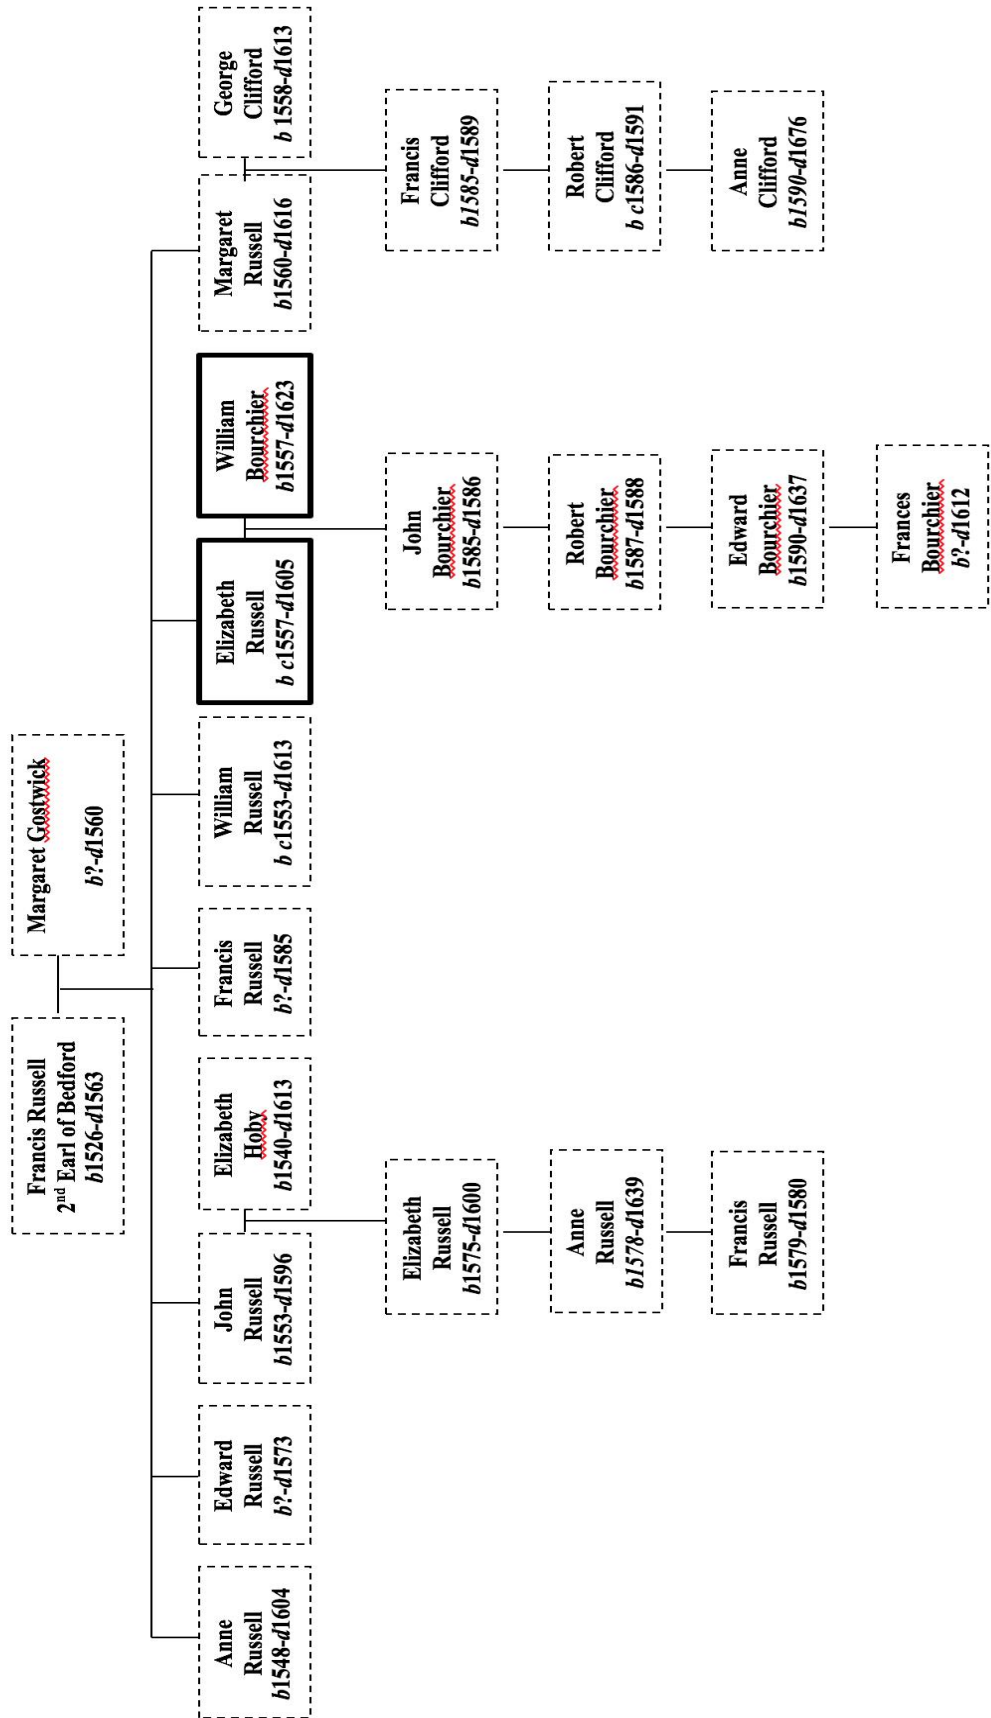 Francis Russell
2nd Earl of Bedford
b1526-d1563
Margaret Gostwick
b?-d1560
Anne
Russell
b1548-d1604
Edward
Russell
b?-d1573
John
Russell
b1553-d1596
Elizabeth
Hoby
b1540-d1613
Francis
Russell
b?-d1585
William
Russell
b c1553-d1613
Elizabeth
Russell
b c1557-d1605
William
Bourchier
b1557-d1623
Margaret
Russell
b1560-d1616
George
Clifford
b 1558-d1613
Elizabeth
Russell
b1575-d1600
John
Bourchier
b1585-d1586
Francis
Clifford
b1585-d1589
Anne
Russell
b1578-d1639
Robert
Bourchier
b1587-d1588
Robert
Clifford
b c1586-d1591
Francis
Russell
b1579-d1580
Edward
Bourchier
b1590-d1637
Anne
Clifford
b1590-d1676
Frances
Bourchier
b?-d1612